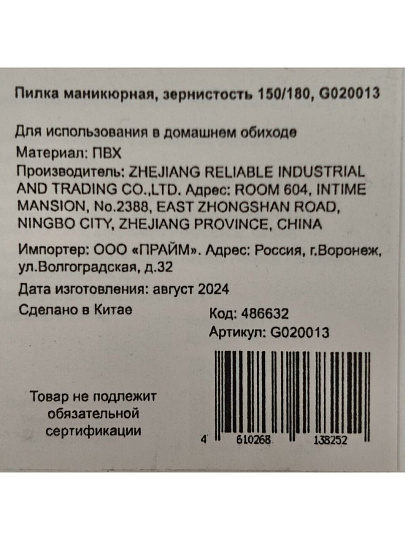 Пилка маникюрная, зернистость 150/180, G020013
Для использования в домашнем обиходе
Материал: ПВХ
Производитель: ZHEJIANG RELIABLE INDUSTRIAL
AND TRADING CO.,LTD. Адрес: ROOM 604, INTIME
MANSION, No.2388, EAST ZHONGSHAN ROAD,
NINGBO CITY, ZHEJIANG PROVINCE, CHINA
Импортер: ООО «ПРАЙМ». Адрес: Россия, г.Воронеж,
ул.Волгоградская, д.32
Дата изготовления: август 2024
Сделано в Китае
Код: 486632
Артикул: G020013
Товар не подлежит
обязательной
сертификации
4 610268 138252